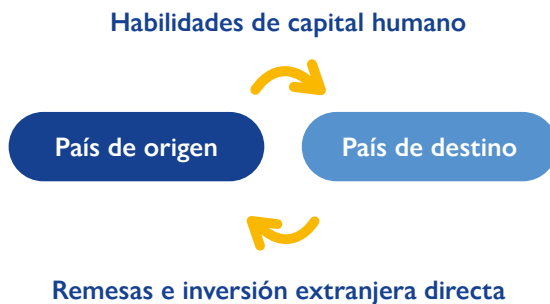 Habilidades de capital humano
País de origen
País de destino
Remesas e inversión extranjera directa